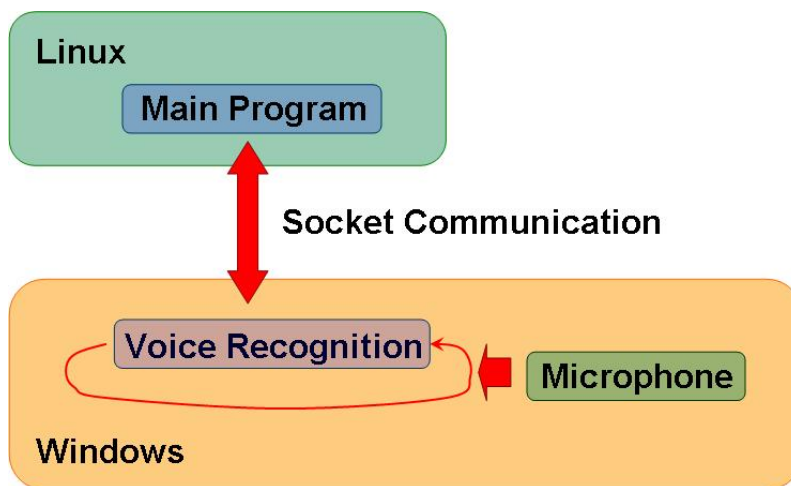 Linux
Main Program
Socket Communication
Voice Recognition
Microphone
Windows